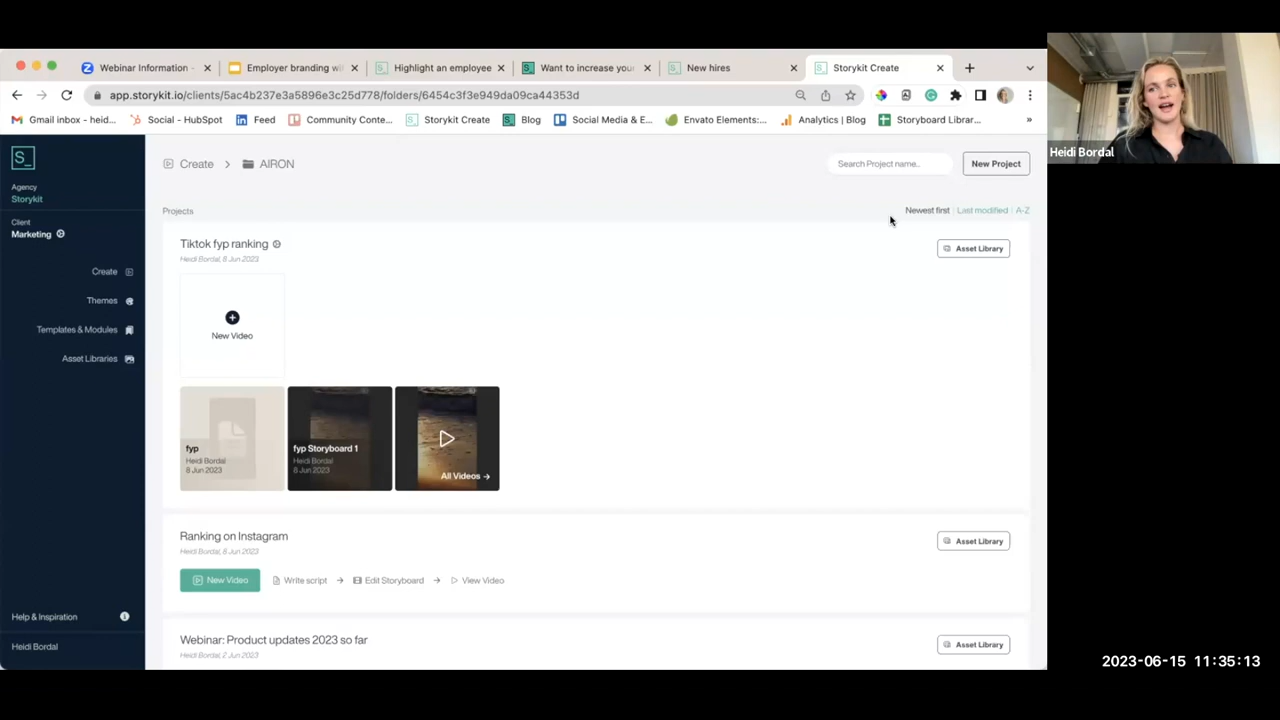 Webinar Information -
Employer branding wi
Highlight an employee
Want to increase your
New hires
Storykit Create
app.storykit.io/clients/5ac4b237e3a5896e3c25d778/folders/6454c3f3e949da09ca44353d
Gmail inbox - heid...
Social - HubSpot
Feed
Community Conte...
Storykit Create
Blog
Social Media & E...
Envato Elements:...
Analytics | Blog
Storyboard Librar...
»
Heidi Bordal
S_
Agency
Storykit
Client
Marketing
Create
Themes
Templates & Modules
Asset Libraries
Help & Inspiration
Heidi Bordal
Create > AIRON
Search Project name..
New Project
Projects
Newest first | Last modified | A-Z
Tiktok fyp ranking
Heidi Bordal, 8 Jun 2023
Asset Library
New Video
fyp
Heidi Bordal
8 Jun 2023
fyp Storyboard 1
Heidi Bordal
8 Jun 2023
All Videos →
Ranking on Instagram
Heidi Bordal, 8 Jun 2023
Asset Library
New Video
Write script → Edit Storyboard → View Video
Webinar: Product updates 2023 so far
Heidi Bordal, 2 Jun 2023
Asset Library
2023-06-15 11:35:13